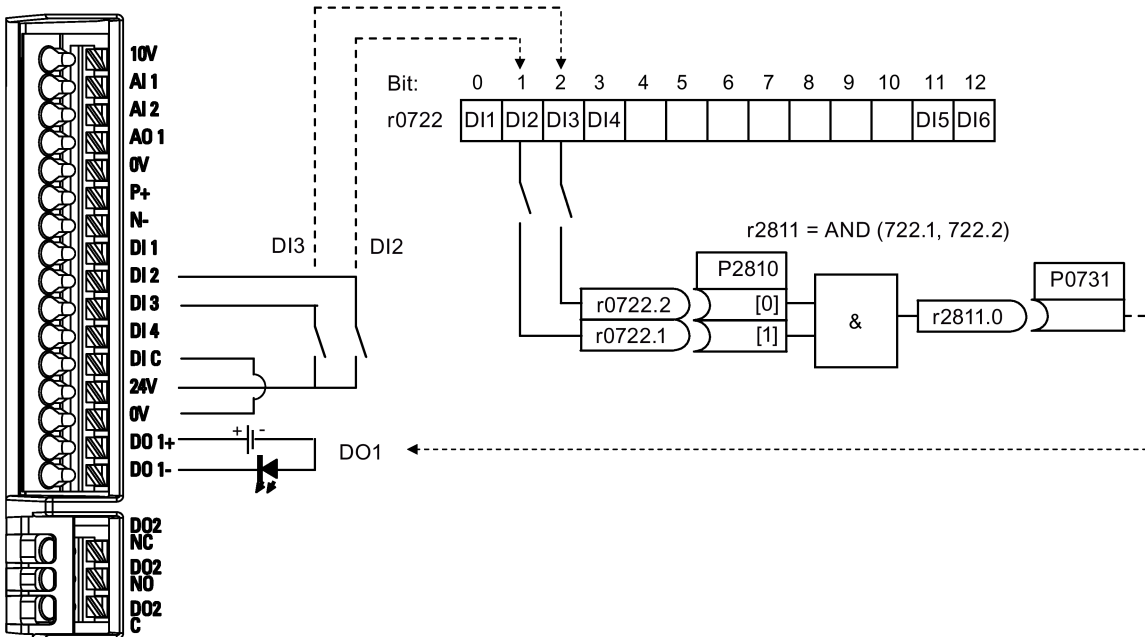 10V
AI 1
AI 2
AO 1
0V
P+
N-
DI 1
DI 2
DI 3
DI 4
DI C
24V
0V
DO 1+
DO 1-
DO2
NC
DO2
NO
DO2
C
DI3 DI2
+ -
DO1
Bit: 0 1 2 3 4 5 6 7 8 9 10 11 12
r0722 DI1 DI2 DI3 DI4 DI5 DI6
r2811 = AND (722.1, 722.2)
P2810
r0722.2 [0]
r0722.1 [1]
&
r2811.0
P0731